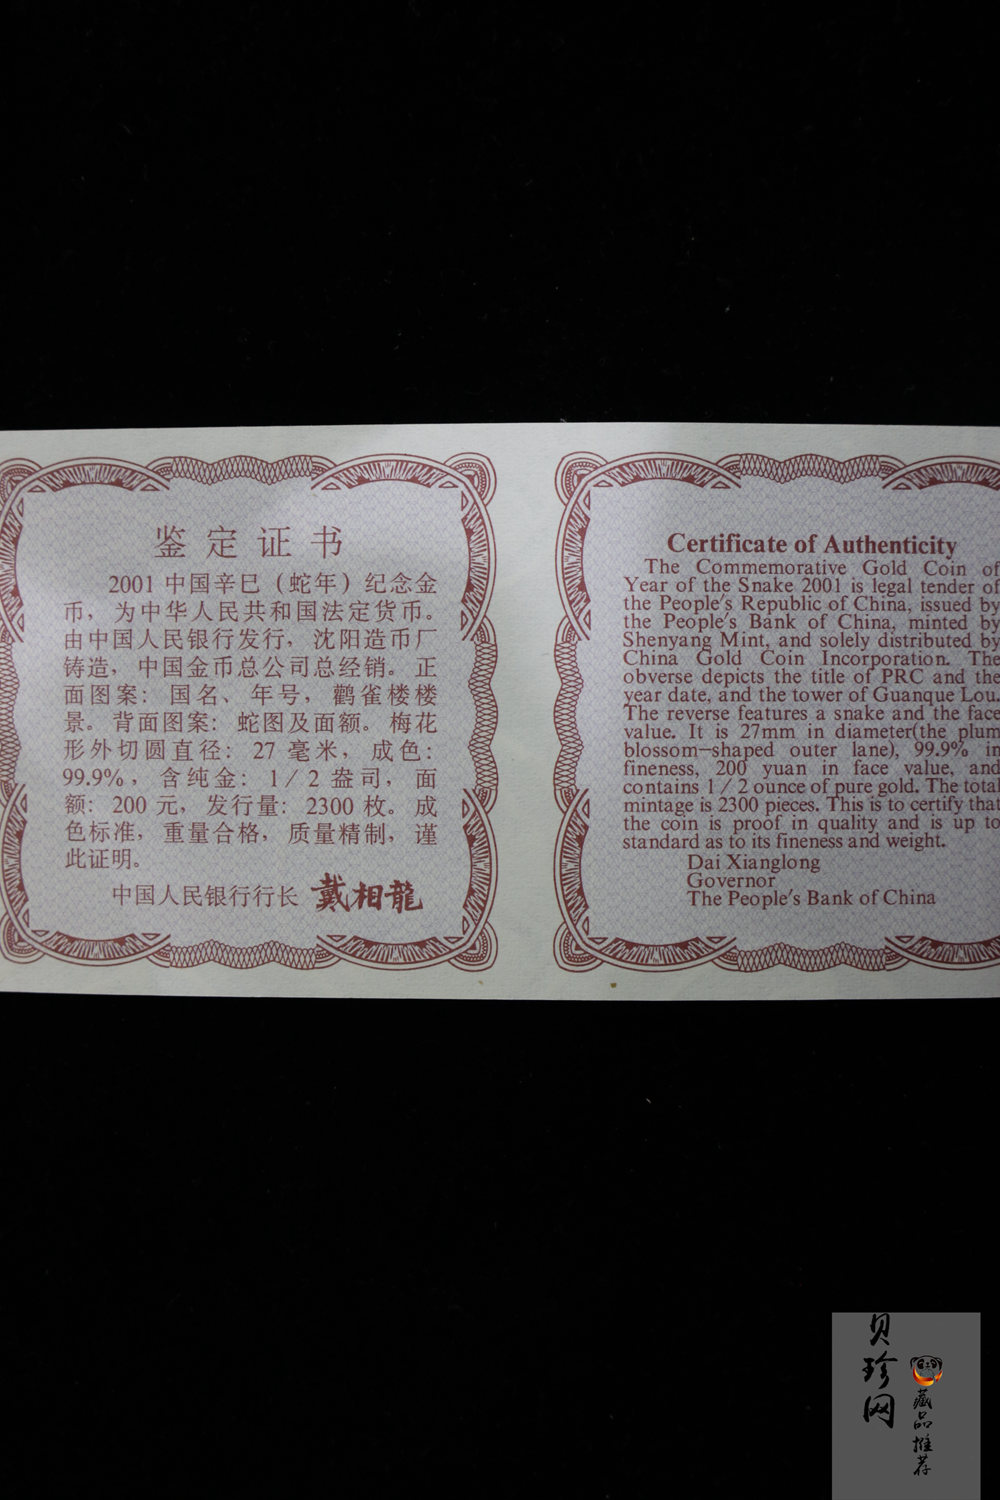 鉴定证书
2001中国辛巳（蛇年）纪念金
币，为中华人民共和国法定货币。
由中国人民银行发行，沈阳造币厂
铸造，中国金币总公司总经销。正
面图案：国名、年号，鹳雀楼楼
景。背面图案：蛇图及面额。梅花
形外切圆直径：27毫米，成色：
99.9%，含纯金：1/2盎司，面
额：200元，发行量：2300枚。成
色标准，重量合格，质量精制，谨
此证明。
中国人民银行行长 戴相龍
Certificate of Authenticity
The Commemorative Gold Coin of
Year of the Snake 2001 is legal tender of
the People's Republic of China, issued by
the People's Bank of China, minted by
Shenyang Mint, and solely distributed by
China Gold Coin Incorporation. The
obverse depicts the title of PRC and the
year date, and the tower of Guanque Lou.
The reverse features a snake and the face
value. It is 27mm in diameter(the plum
blossom-shaped outer lane), 99.9% in
fineness, 200 yuan in face value, and
contains 1/2 ounce of pure gold. The total
mintage is 2300 pieces. This is to certify that
the coin is proof in quality and is up to
standard as to its fineness and weight.
Dai Xianglong
Governor
The People's Bank of China
贝珍网
藏品推荐